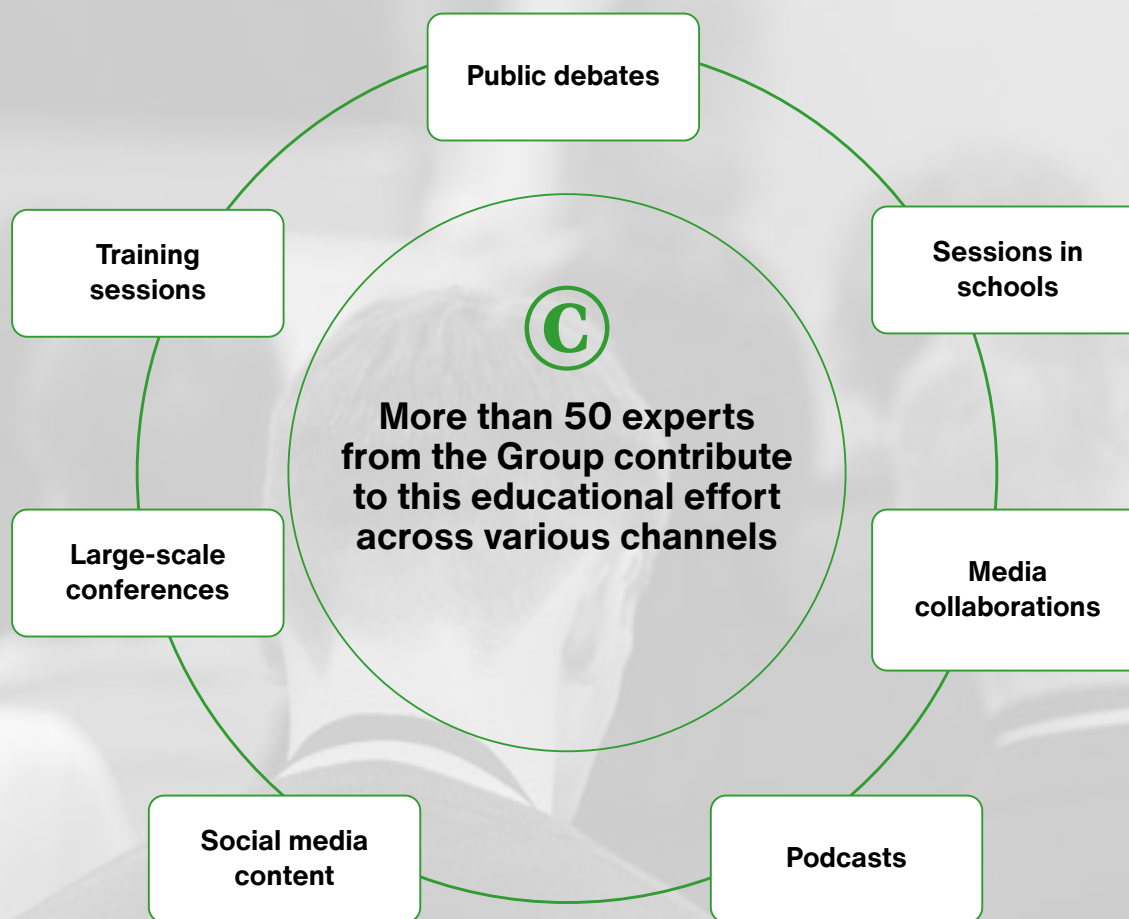 Public debates
Training
sessions
Sessions in
schools
©
More than 50 experts
from the Group contribute
to this educational effort
across various channels
Large-scale
conferences
Media
collaborations
Social media
content
Podcasts